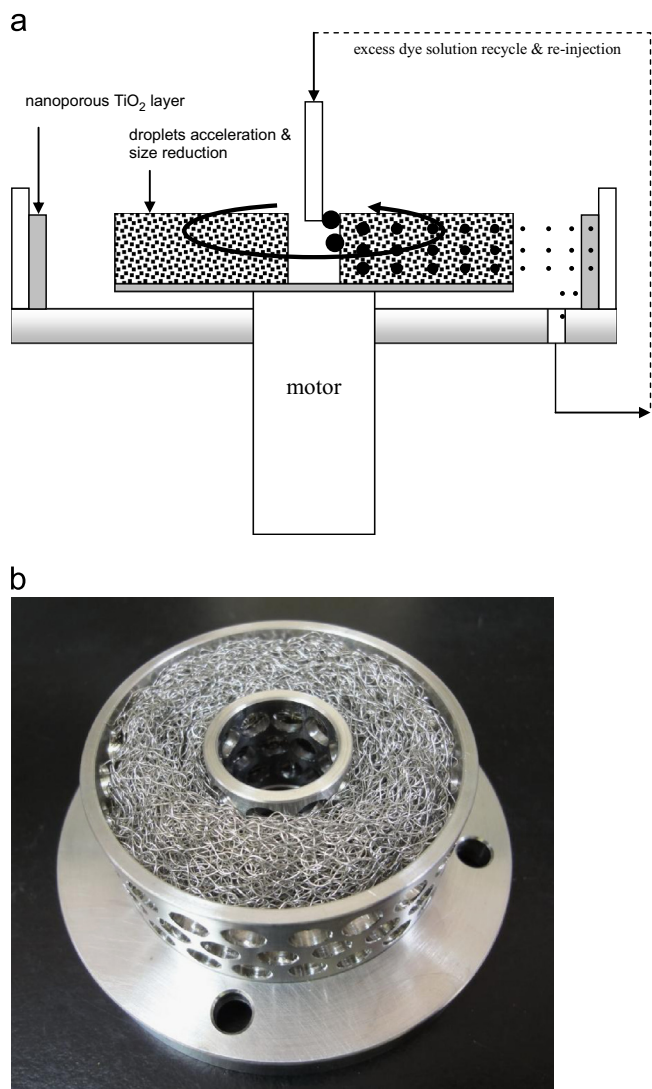 a
excess dye solution recycle & re-injection
nanoporous TiO2 layer
droplets acceleration &
size reduction
motor
b